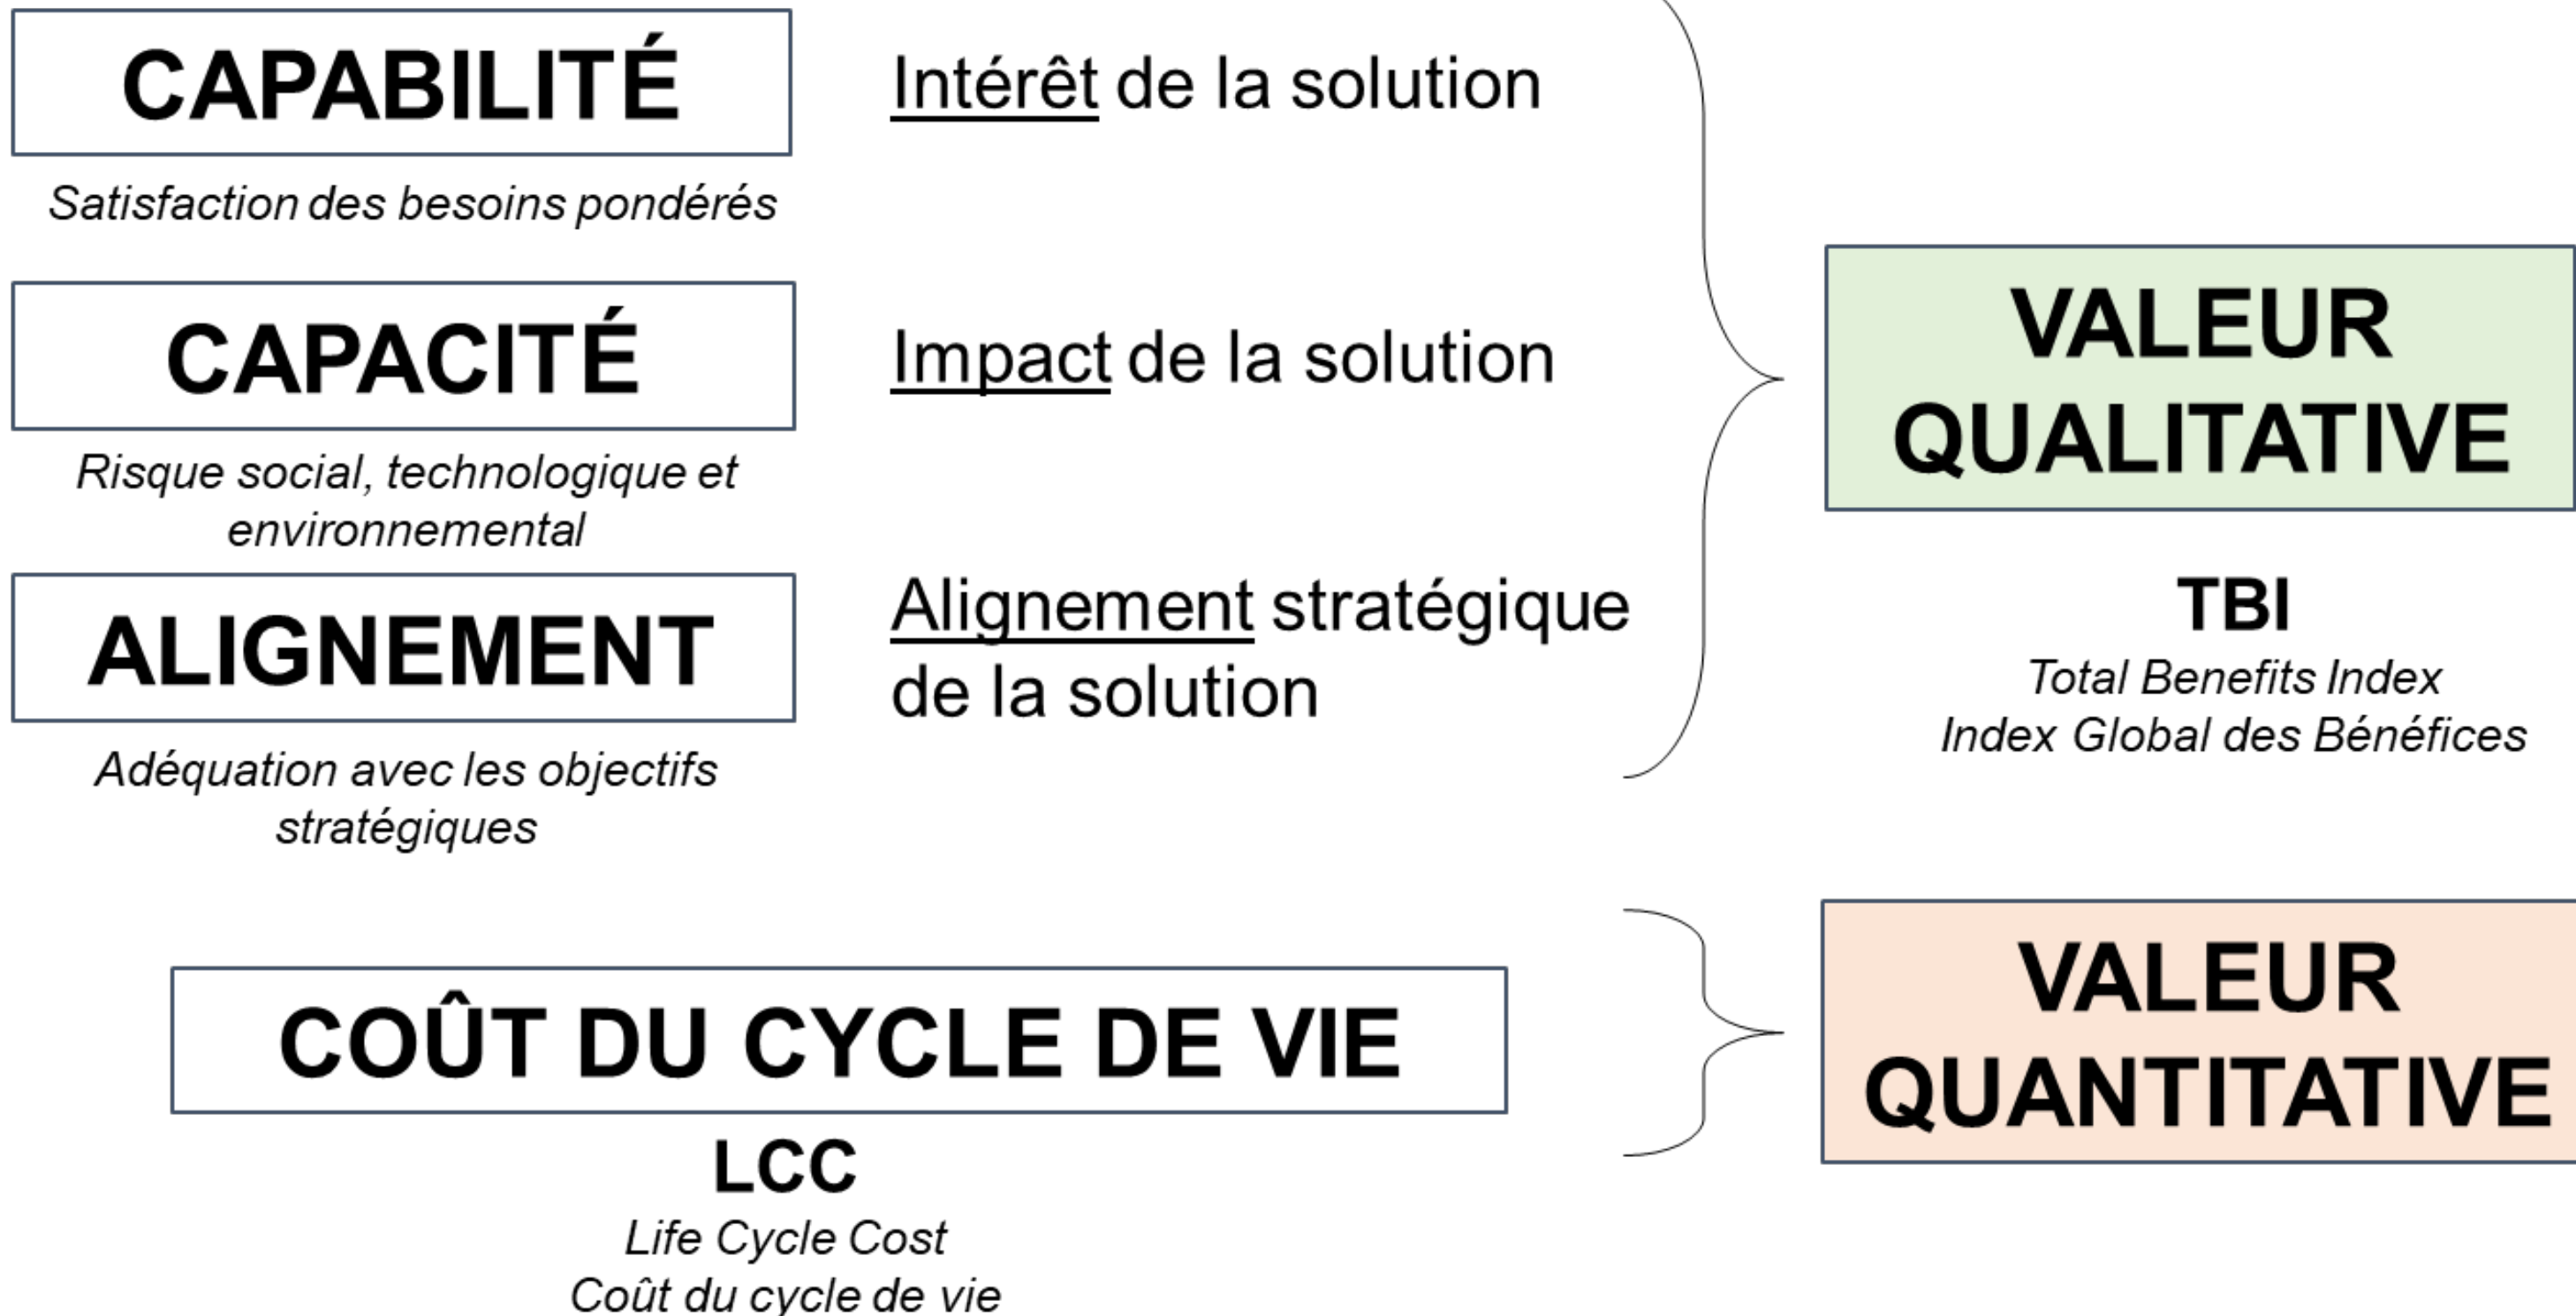 CAPABILITÉ
Intérêt de la solution
Satisfaction des besoins pondérés
CAPACITÉ
Impact de la solution
Risque social, technologique et
environnemental
ALIGNEMENT
Alignement stratégique
de la solution
Adéquation avec les objectifs
stratégiques
VALEUR
QUALITATIVE
TBI
Total Benefits Index
Index Global des Bénéfices
COÛT DU CYCLE DE VIE
LCC
Life Cycle Cost
Coût du cycle de vie
VALEUR
QUANTITATIVE